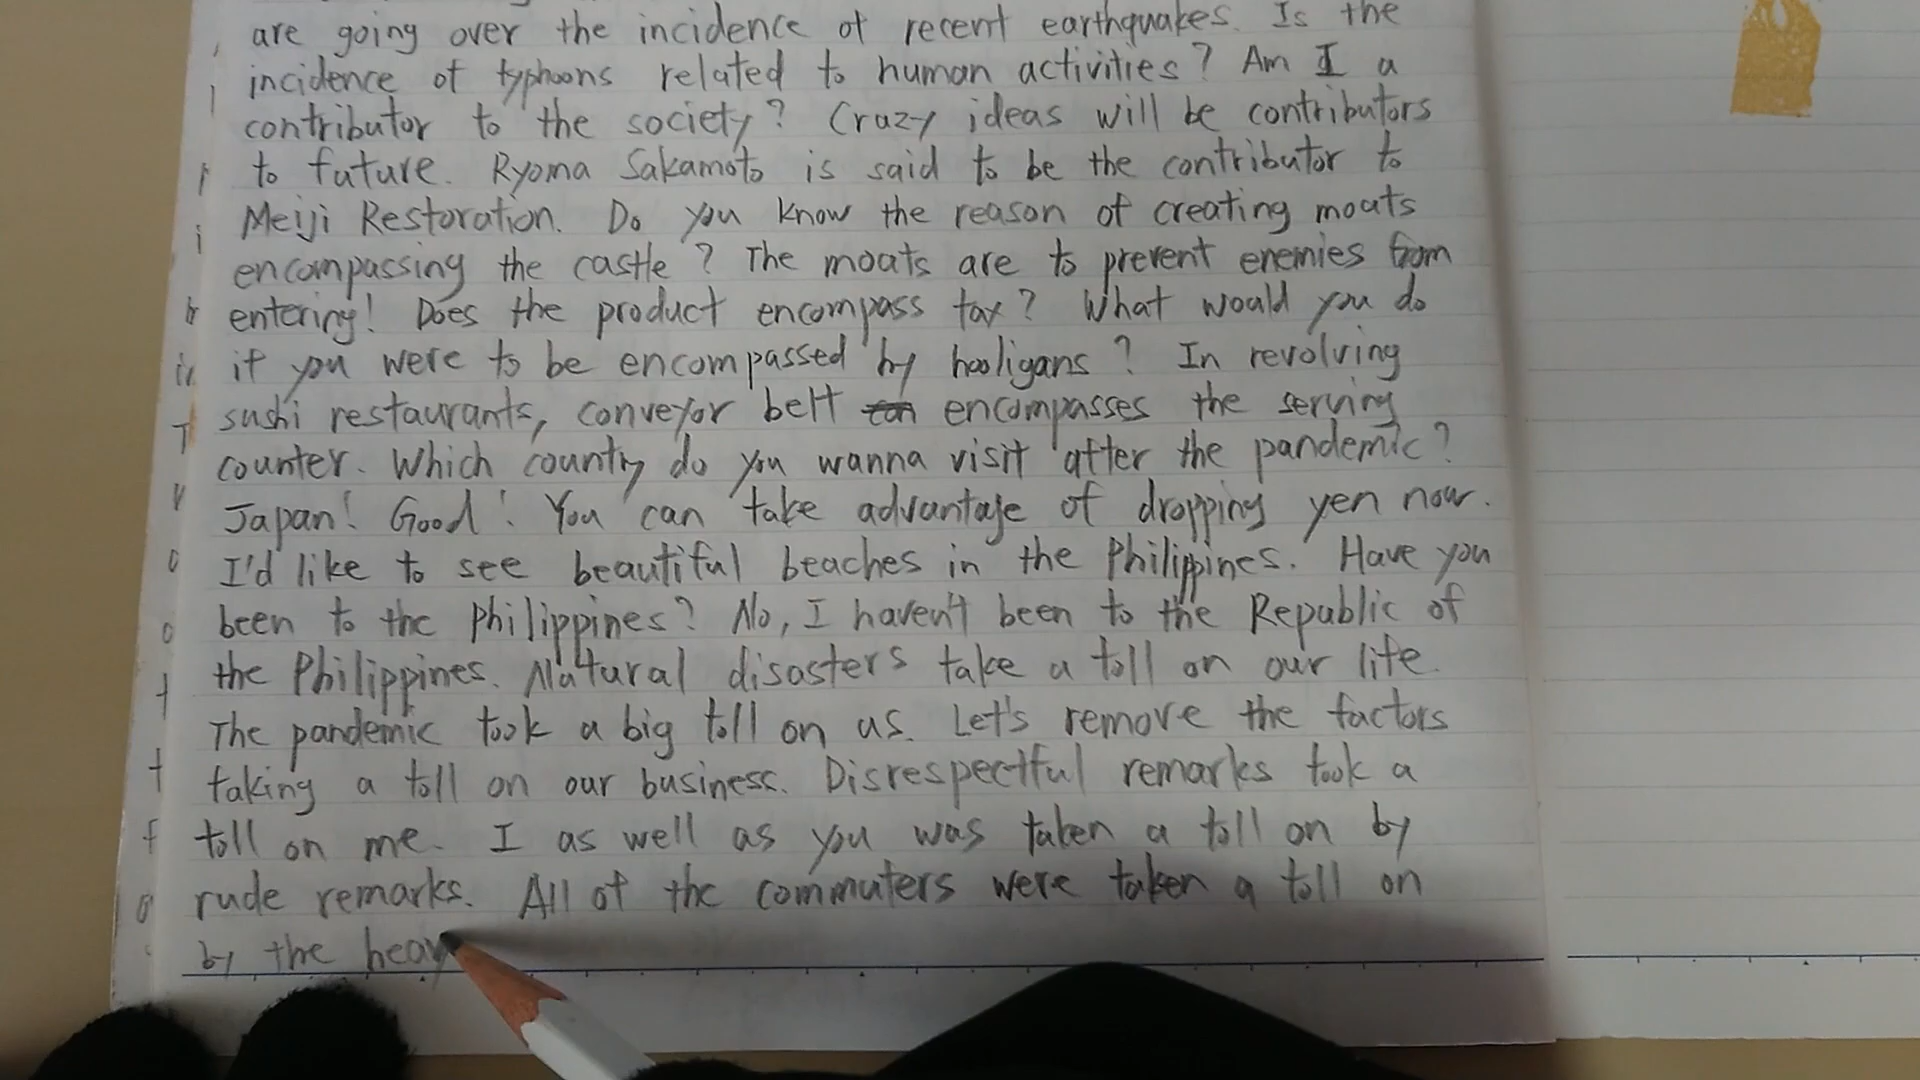 are going over the incidence of recent earthquakes. Is the
incidence of typhoons related to human activities? Am I a
contributor to the society? Crazy ideas will be contributors
to future. Ryoma Sakamoto is said to be the contributor to
Meiji Restoration. Do you know the reason of creating moats
encompassing the castle? The moats are to prevent enemies from
entering! Does the product encompass tax? What would you do
if you were to be encompassed by hooligans? In revolving
sushi restaurants, conveyor belt encompasses the serving
counter. Which country do you wanna visit after the pandemic?
Japan! Good! You can take advantage of dropping yen now.
I'd like to see beautiful beaches in the Philippines. Have you
been to the Philippines? No, I haven't been to the Republic of
the Philippines. Natural disasters take a toll on our life.
The pandemic took a big toll on us. Let's remove the factors
taking a toll on our business. Disrespectful remarks took a
toll on me. I as well as you was taken a toll on by
rude remarks. All of the commuters were taken a toll on
by the heav